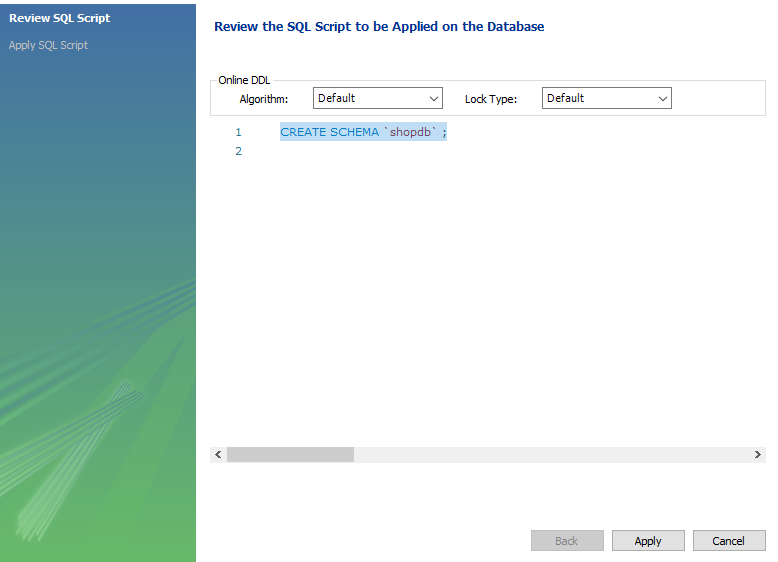 Review SQL Script
Apply SQL Script
Review the SQL Script to be Applied on the Database
Online DDL
Algorithm: Default Lock Type: Default
1 CREATE SCHEMA `shopdb` ;
2
Back Apply Cancel